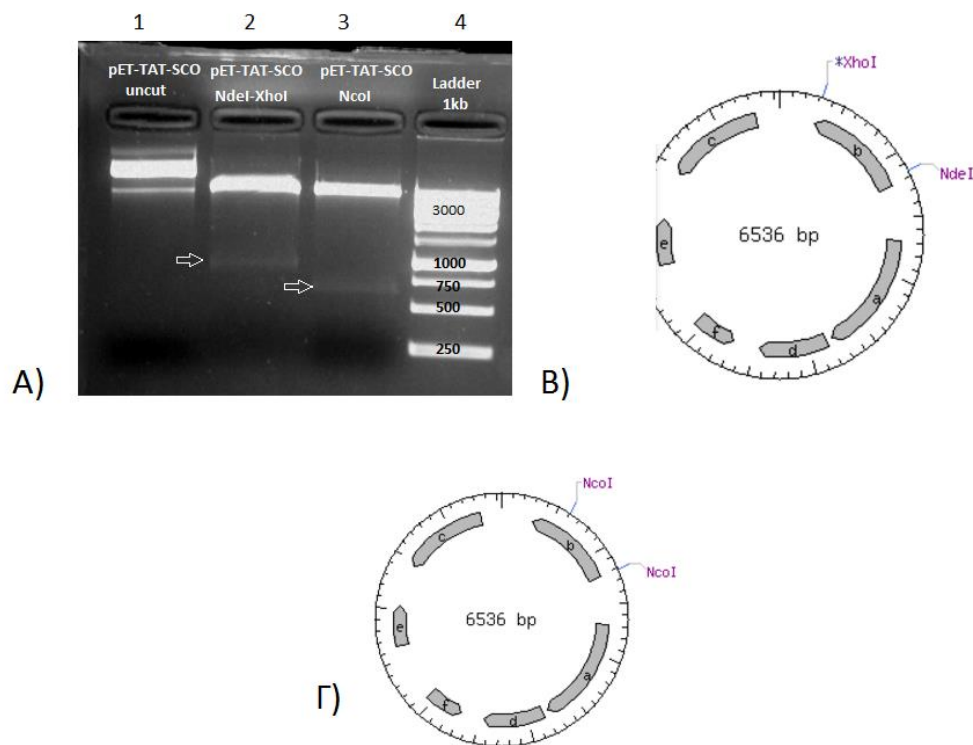 1 2 3 4
pET-TAT-SCO pET-TAT-SCO pET-TAT-SCO Ladder
uncut NdeI-XhoI NcoI 1kb
3000
1000
750
500
250
A)
*XhoI
c b
NdeI
e 6536 bp
a
f d
B)
NcoI
c b
NcoI
e 6536 bp
a
f d
Γ)